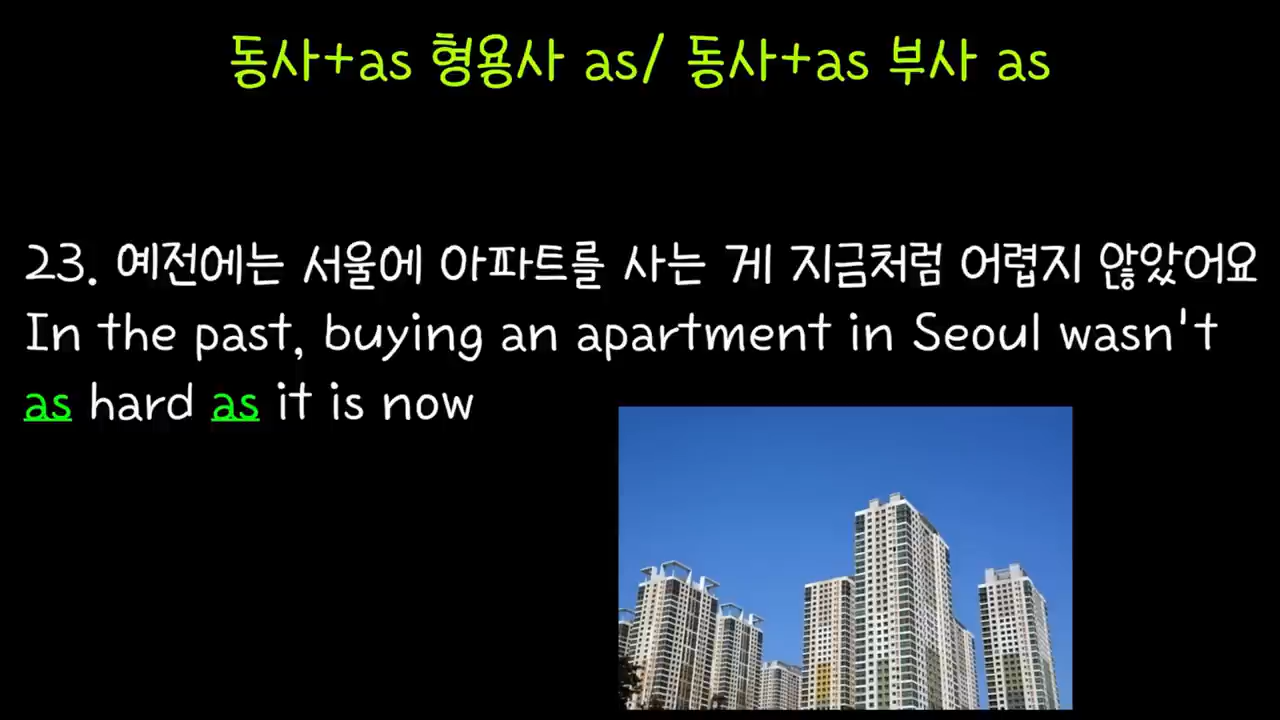 동사+as 형용사 as/ 동사+as 부사 as
23. 예전에는 서울에 아파트를 사는 게 지금처럼 어렵지 않았어요
In the past, buying an apartment in Seoul wasn't
as hard as it is now